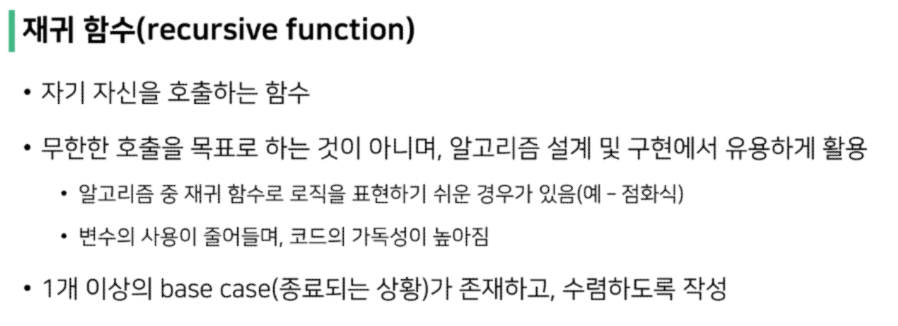 재귀 함수(recursive function)
• 자기 자신을 호출하는 함수
• 무한한 호출을 목표로 하는 것이 아니며, 알고리즘 설계 및 구현에서 유용하게 활용
• 알고리즘 중 재귀 함수로 로직을 표현하기 쉬운 경우가 있음(예 – 점화식)
• 변수의 사용이 줄어들며, 코드의 가독성이 높아짐
• 1개 이상의 base case(종료되는 상황)가 존재하고, 수렴하도록 작성